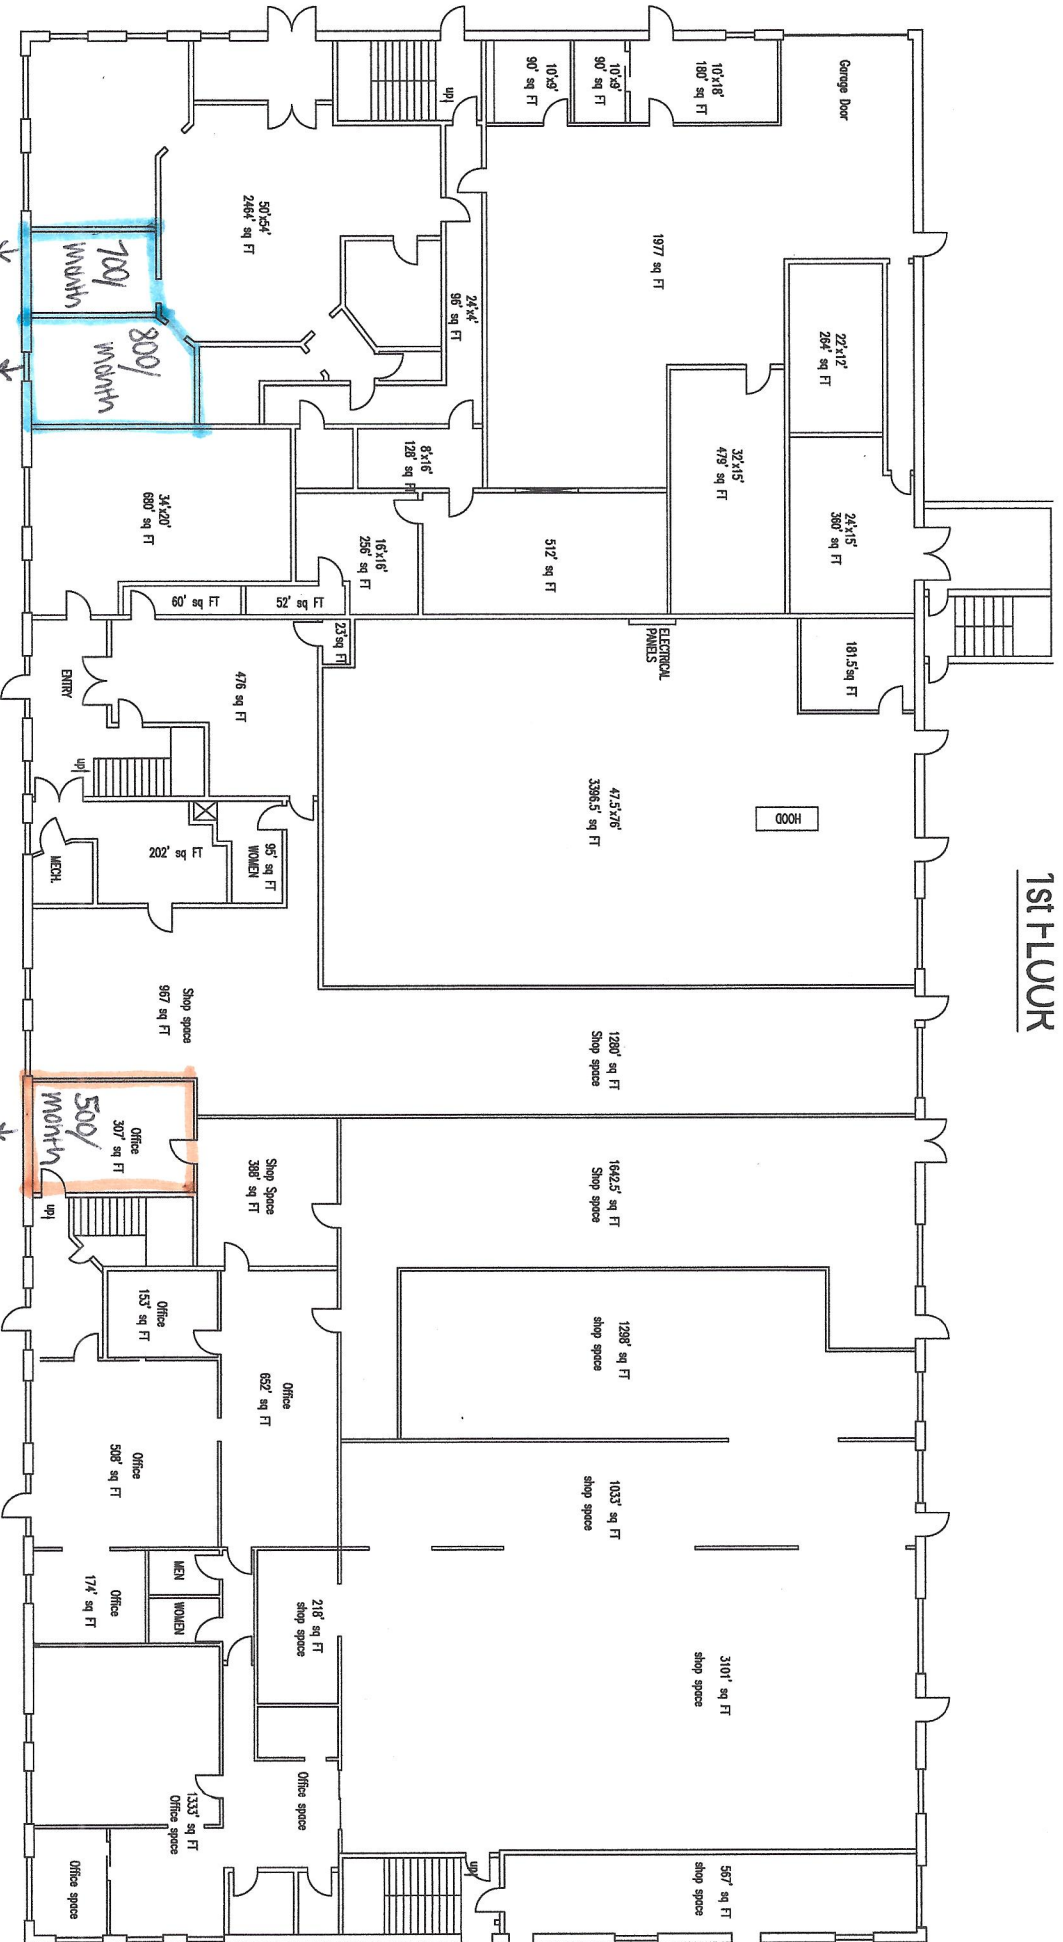 1st FLOOR
Garage Door
10'x18'
180' sq FT
10'x9'
90' sq FT
10'x9'
90' sq FT
up
1977 sq FT
50'x54'
2464' sq FT
24'x4'
96' sq FT
22'x12'
264' sq FT
700/
month
800/
month
32'x15'
479' sq FT
24'x15'
360' sq FT
8'x16'
128' sq FT
34'x20'
680' sq FT
16'x16'
256' sq FT
512' sq FT
60' sq FT
52' sq FT
23'sq FT
ELECTRICAL
PANELS
181.5'sq FT
ENTRY
476 sq FT
up
47.5'x76'
3396.5' sq FT
HOOD
MECH.
202' sq FT
95' sq FT
WOMEN
Shop space
967 sq FT
1280' sq FT
Shop space
Office
307' sq FT
500/
month
Shop Space
388' sq FT
1642.5' sq FT
Shop space
up
Office
153' sq FT
Office
652' sq FT
1298' sq FT
shop space
Office
508' sq FT
1033' sq FT
shop space
Office
174' sq FT
MEN
WOMEN
218' sq FT
shop space
3101' sq FT
shop space
1333' sq FT
Office space
Office space
Office space
up
567' sq FT
shop space